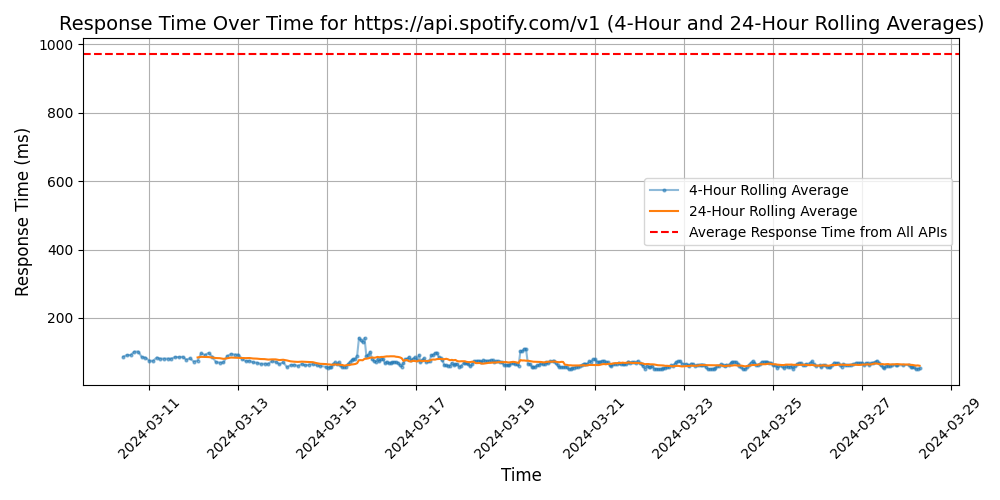 Response Time Over Time for https://api.spotify.com/v1 (4-Hour and 24-Hour Rolling Averages)
Response Time (ms)
1000
800
600
400
200
4-Hour Rolling Average
24-Hour Rolling Average
Average Response Time from All APIs
2024-03-11
2024-03-13
2024-03-15
2024-03-17
2024-03-19
2024-03-21
2024-03-23
2024-03-25
2024-03-27
2024-03-29
Time